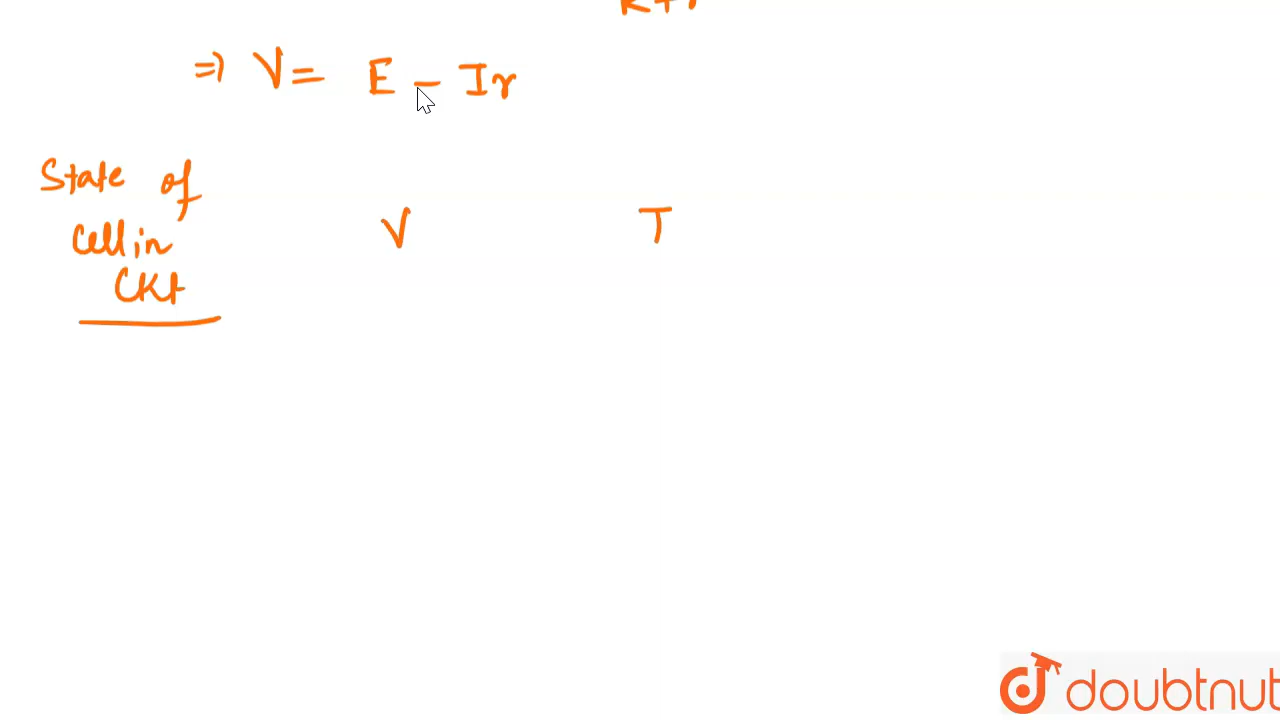 ⇒ V = E - Ir
State of
Cell in V T
CKt
doubtnut